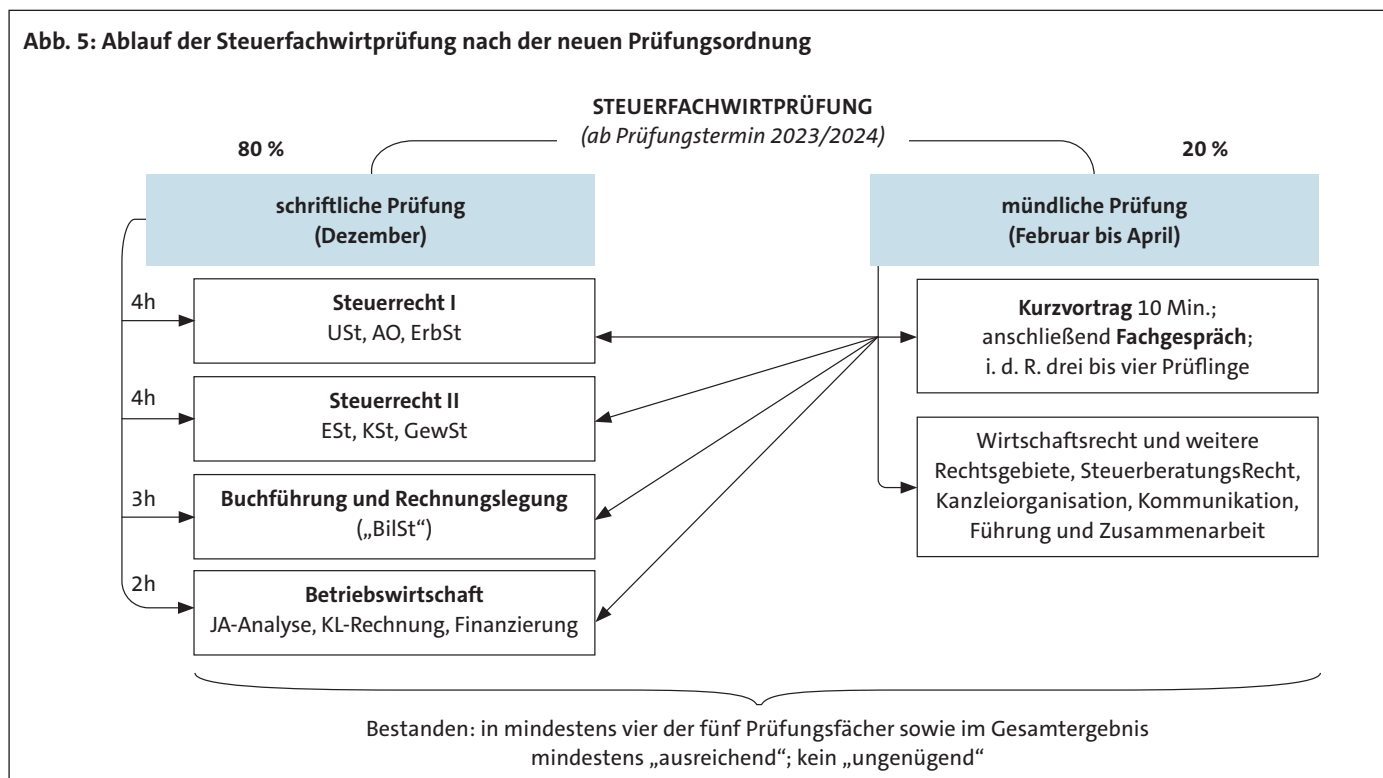 Abb. 5: Ablauf der Steuerfachwirtprüfung nach der neuen Prüfungsordnung
STEUERFACHWIRTPRÜFUNG
(ab Prüfungstermin 2023/2024)
80 %
20 %
schriftliche Prüfung
(Dezember)
mündliche Prüfung
(Februar bis April)
4h
Steuerrecht I
USt, AO, ErbSt
4h
Steuerrecht II
ESt, KSt, GewSt
3h
Buchführung und Rechnungslegung
(„BilSt“)
2h
Betriebswirtschaft
JA-Analyse, KL-Rechnung, Finanzierung
Kurzvortrag 10 Min.;
anschließend Fachgespräch;
i. d. R. drei bis vier Prüflinge
Wirtschaftsrecht und weitere
Rechtsgebiete, SteuerberatungsRecht,
Kanzleiorganisation, Kommunikation,
Führung und Zusammenarbeit
Bestanden: in mindestens vier der fünf Prüfungsfächer sowie im Gesamtergebnis
mindestens „ausreichend“; kein „ungenügend“